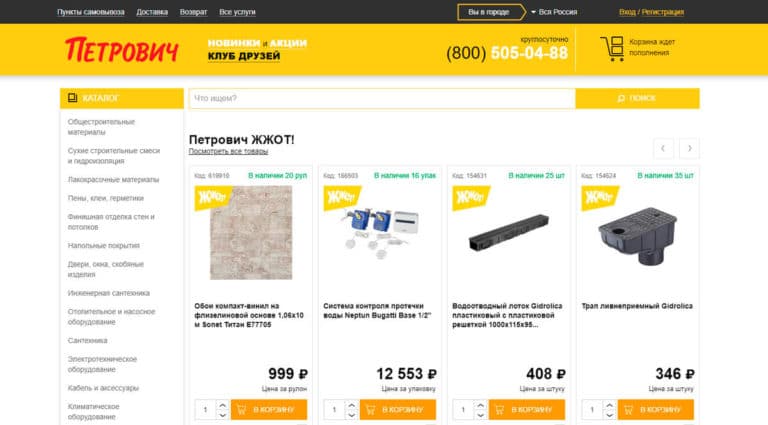 Пункты самовывоза Доставка Возврат Все услуги Вы в городе Вся Россия Вход / Регистрация
ПЕТРОВИЧ
НОВИНКИ и АКЦИИ
КЛУБ ДРУЗЕЙ
круглосуточно
(800) 505-04-88
Корзина ждет
пополнения
КАТАЛОГ
Что ищем?
ПОИСК
Общестроительные
материалы
Сухие строительные смеси
и гидроизоляция
Лакокрасочные материалы
Пены, клеи, герметики
Финишная отделка стен и
потолков
Напольные покрытия
Двери, окна, скобяные
изделия
Инженерная сантехника
Отопительное и насосное
оборудование
Сантехника
Электротехническое
оборудование
Кабель и аксессуары
Климатическое
оборудование
Петрович ЖЖОТ!
Посмотреть все товары
Код: 619910 В наличии 20 рул
ЖЖОТ!
Обои компакт-винил на
флизелиновой основе 1,06х10
м Sonet Титан E77705
999 ₽
Цена за рулон
1 В КОРЗИНУ
Код: 166503 В наличии 16 упак
ЖЖОТ!
Система контроля протечки
воды Neptun Bugatti Base 1/2"
12 553 ₽
Цена за упаковку
1 В КОРЗИНУ
Код: 154631 В наличии 25 шт
ЖЖОТ!
Водоотводный лоток Gidrolica
пластиковый с пластиковой
решеткой 1000х115х95...
408 ₽
Цена за штуку
1 В КОРЗИНУ
Код: 154624 В наличии 35 шт
ЖЖОТ!
Трап ливнеприемный Gidrolica
346 ₽
Цена за штуку
1 В КОРЗИНУ